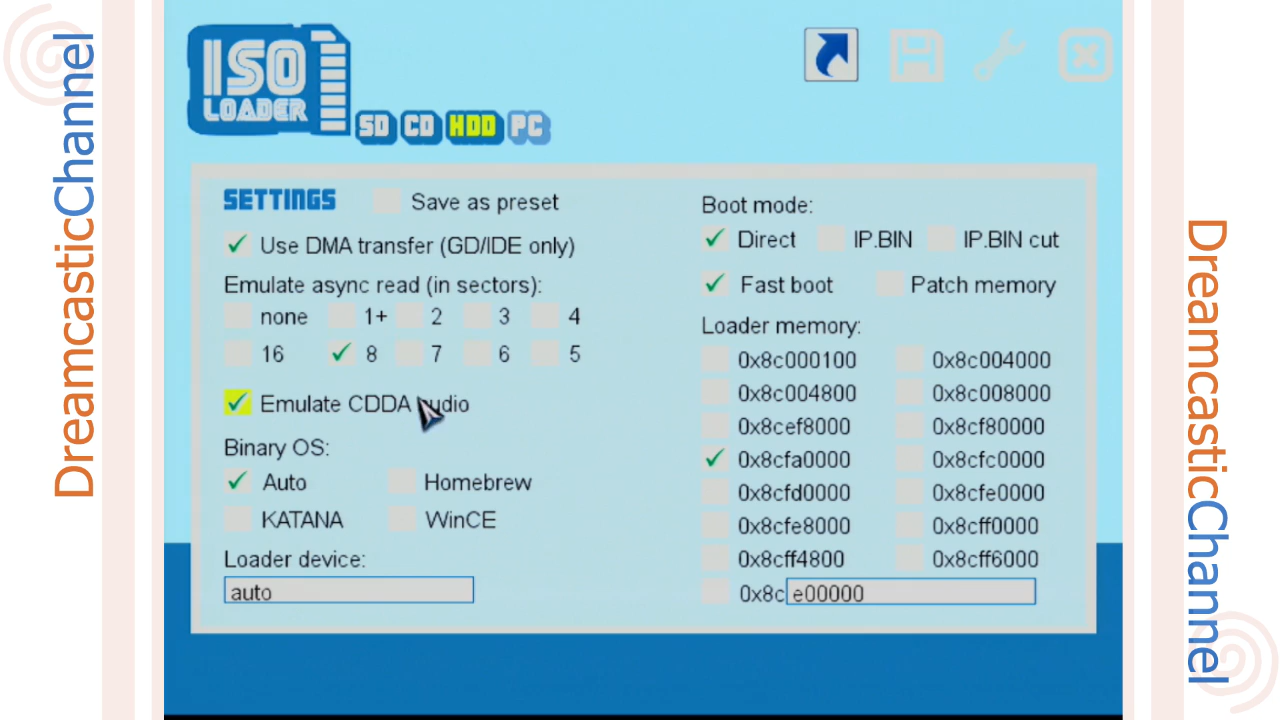 DreamcasticChannel
ISO
LOADER
SD CD HDD PC
SETTINGS
Save as preset
Use DMA transfer (GD/IDE only)
Emulate async read (in sectors):
none 1+ 2 3 4
16 8 7 6 5
Emulate CDDA audio
Binary OS:
Auto Homebrew
KATANA WinCE
Loader device:
auto
Boot mode:
Direct IP.BIN IP.BIN cut
Fast boot Patch memory
Loader memory:
0x8c000100 0x8c004000
0x8c004800 0x8c008000
0x8cef8000 0x8cf80000
0x8cfa0000 0x8cfc0000
0x8cfd0000 0x8cfe0000
0x8cfe8000 0x8cff0000
0x8cff4800 0x8cff6000
0x8c e00000
DreamcasticChannel